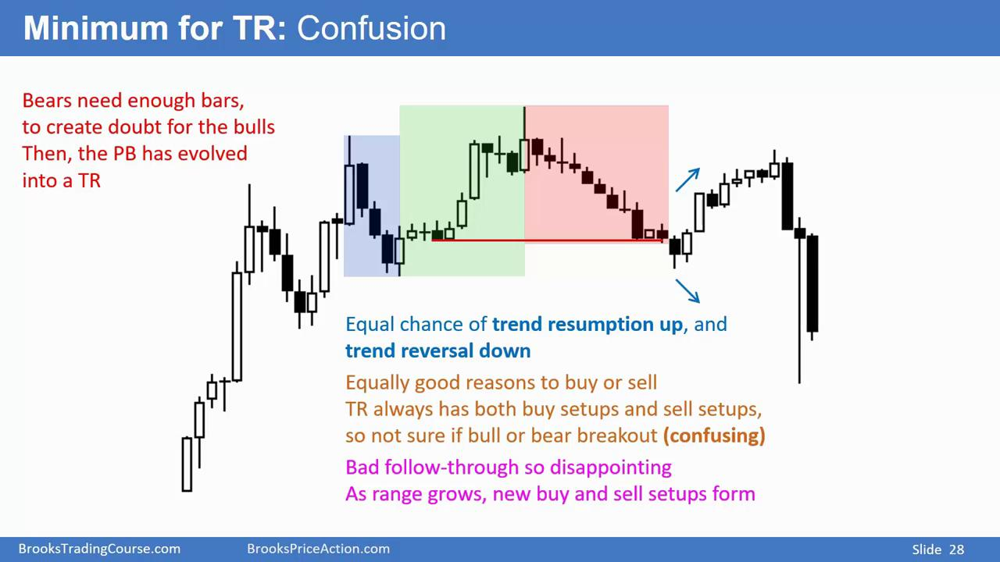 Minimum for TR: Confusion
Bears need enough bars,
to create doubt for the bulls
Then, the PB has evolved
into a TR
Equal chance of trend resumption up, and
trend reversal down
Equally good reasons to buy or sell
TR always has both buy setups and sell setups,
so not sure if bull or bear breakout (confusing)
Bad follow-through so disappointing
As range grows, new buy and sell setups form
BrooksTradingCourse.com
BrooksPriceAction.com
Slide 28